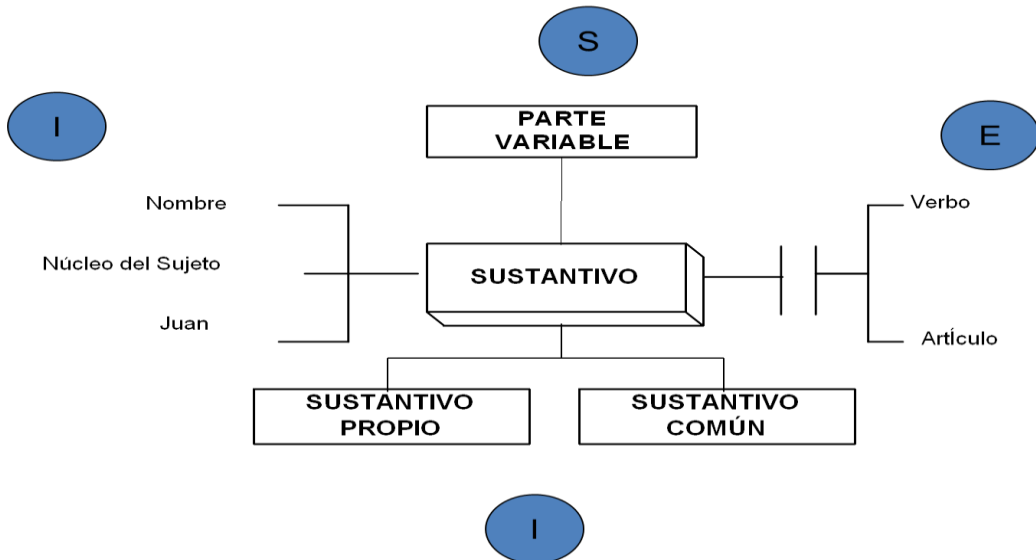 S
I
E
PARTE
VARIABLE
Nombre
Verbo
Núcleo del Sujeto
SUSTANTIVO
Juan
Artículo
SUSTANTIVO
PROPIO
SUSTANTIVO
COMÚN
I